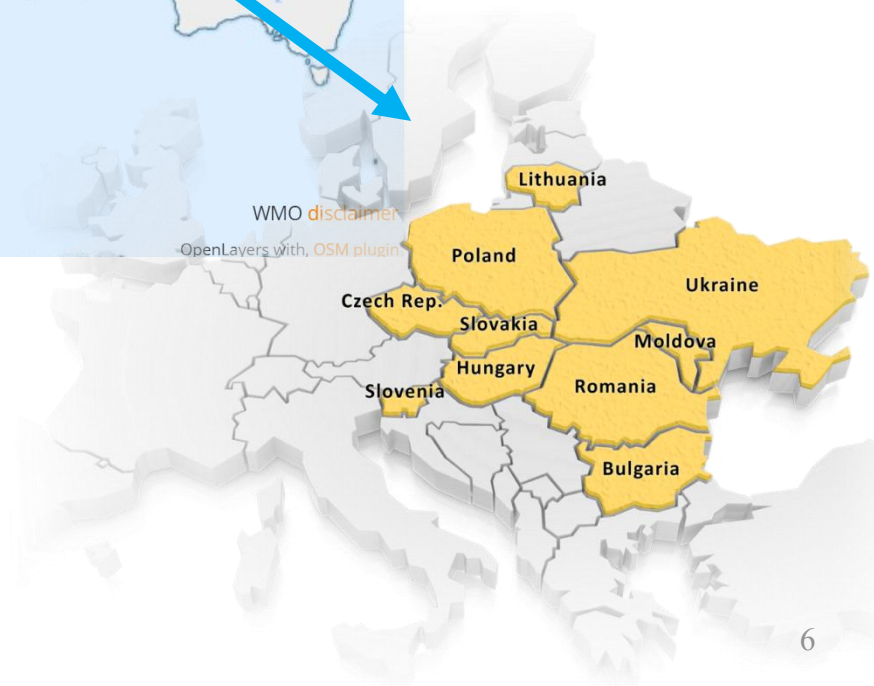 Lithuania
WMO disclaimer
OpenLayers with, OSM plugin
Poland
Ukraine
Czech Rep.
Slovakia
Moldova
Hungary
Romania
Slovenia
Bulgaria
6